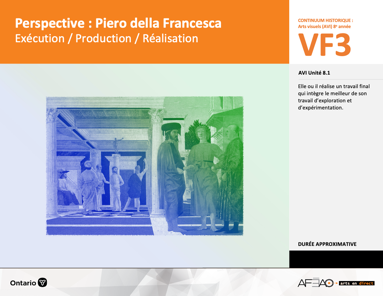 Perspective : Piero della Francesca
Exécution / Production / Réalisation
CONTINUUM HISTORIQUE :
Arts visuels (AVI) 8e année
VF3
AVI Unité 8.1
Elle ou il réalise un travail final
qui intègre le meilleur de son
travail d'exploration et
d'expérimentation.
DURÉE APPROXIMATIVE
Ontario
AFÉAO - arts en direct